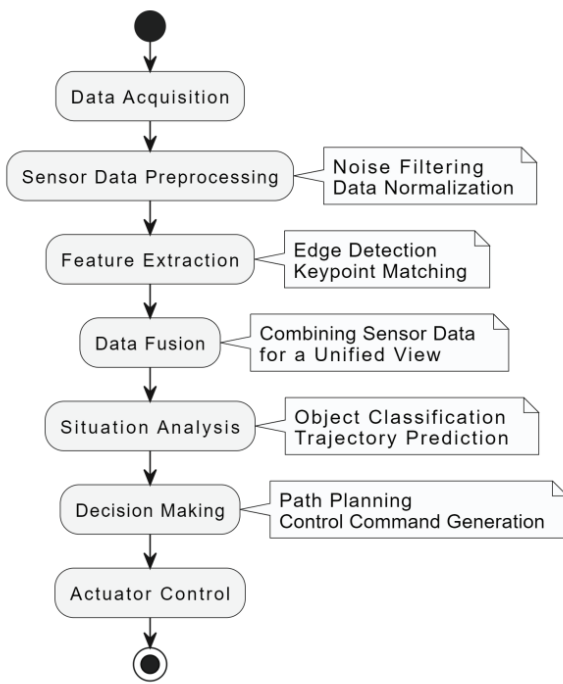 Data Acquisition
Sensor Data Preprocessing
Noise Filtering
Data Normalization
Feature Extraction
Edge Detection
Keypoint Matching
Data Fusion
Combining Sensor Data
for a Unified View
Situation Analysis
Object Classification
Trajectory Prediction
Decision Making
Path Planning
Control Command Generation
Actuator Control